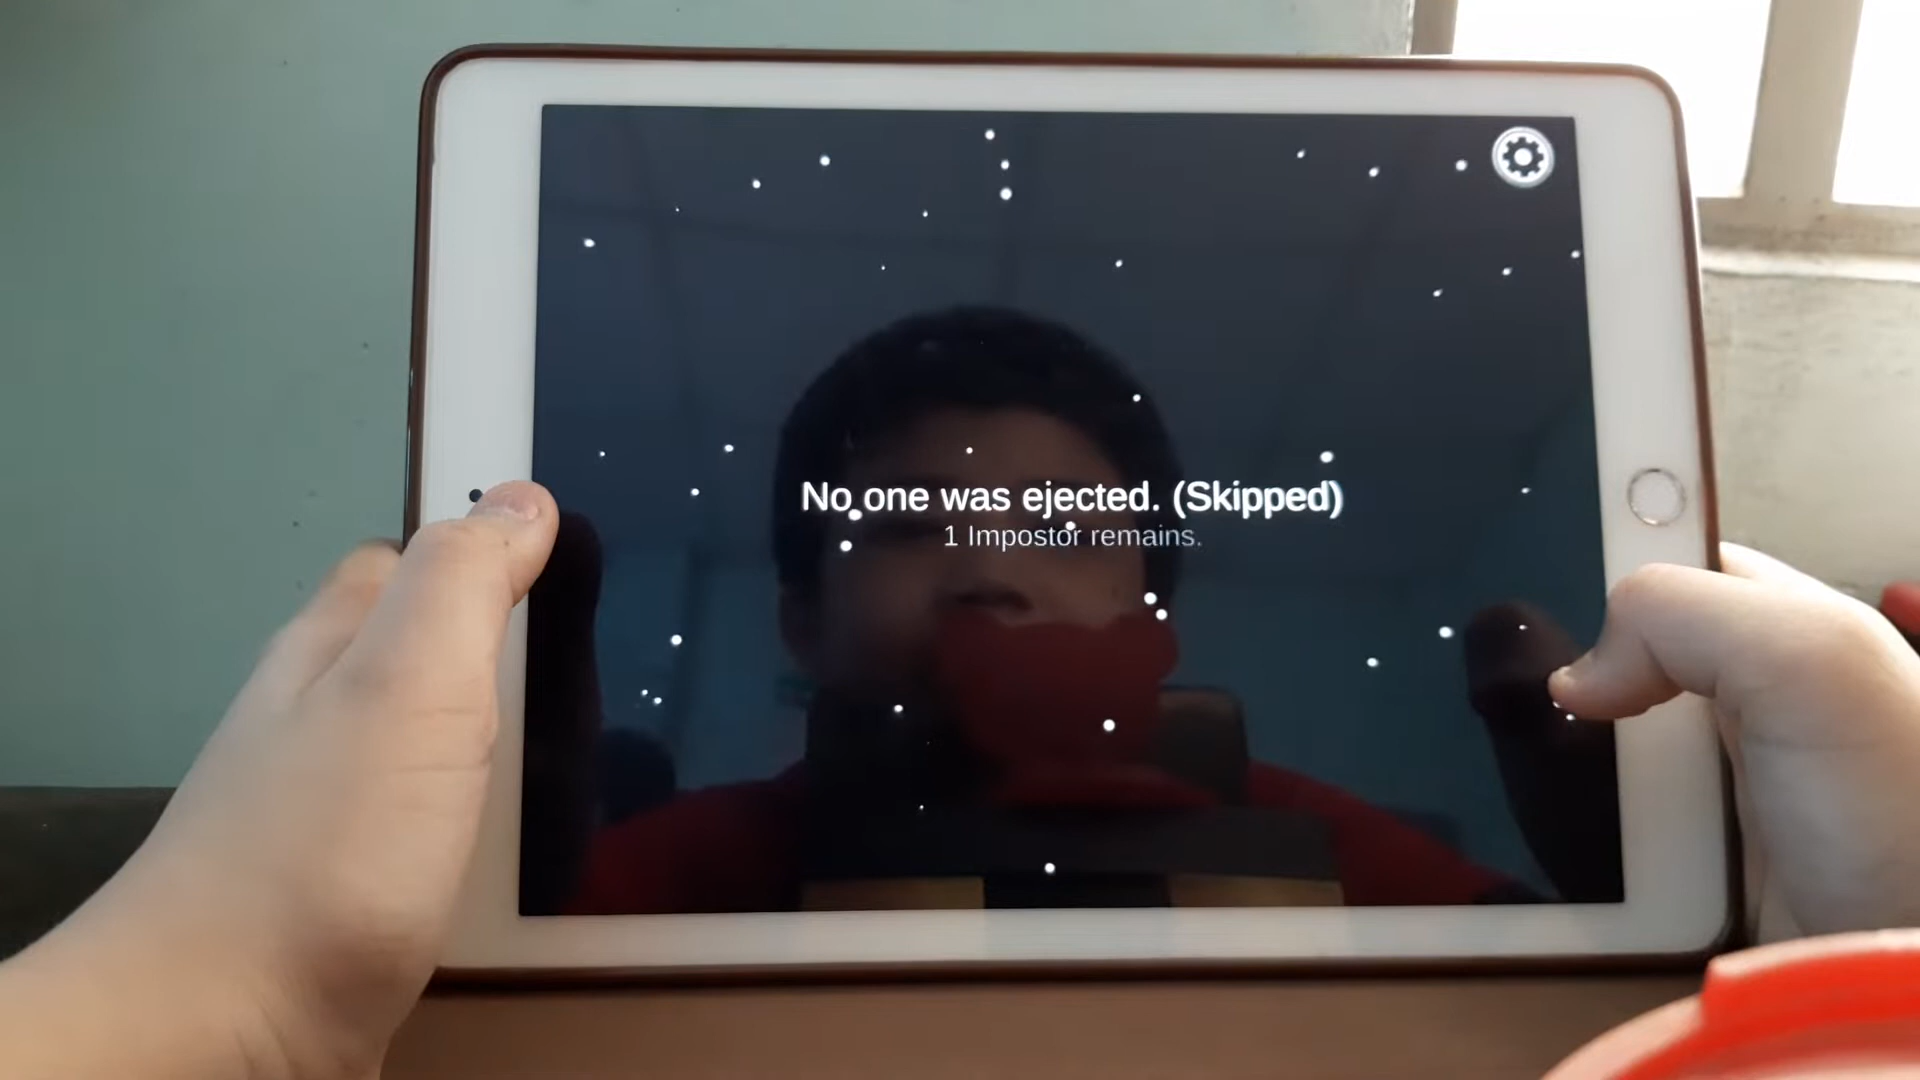 No one was ejected. (Skipped)
1 Impostor remains.